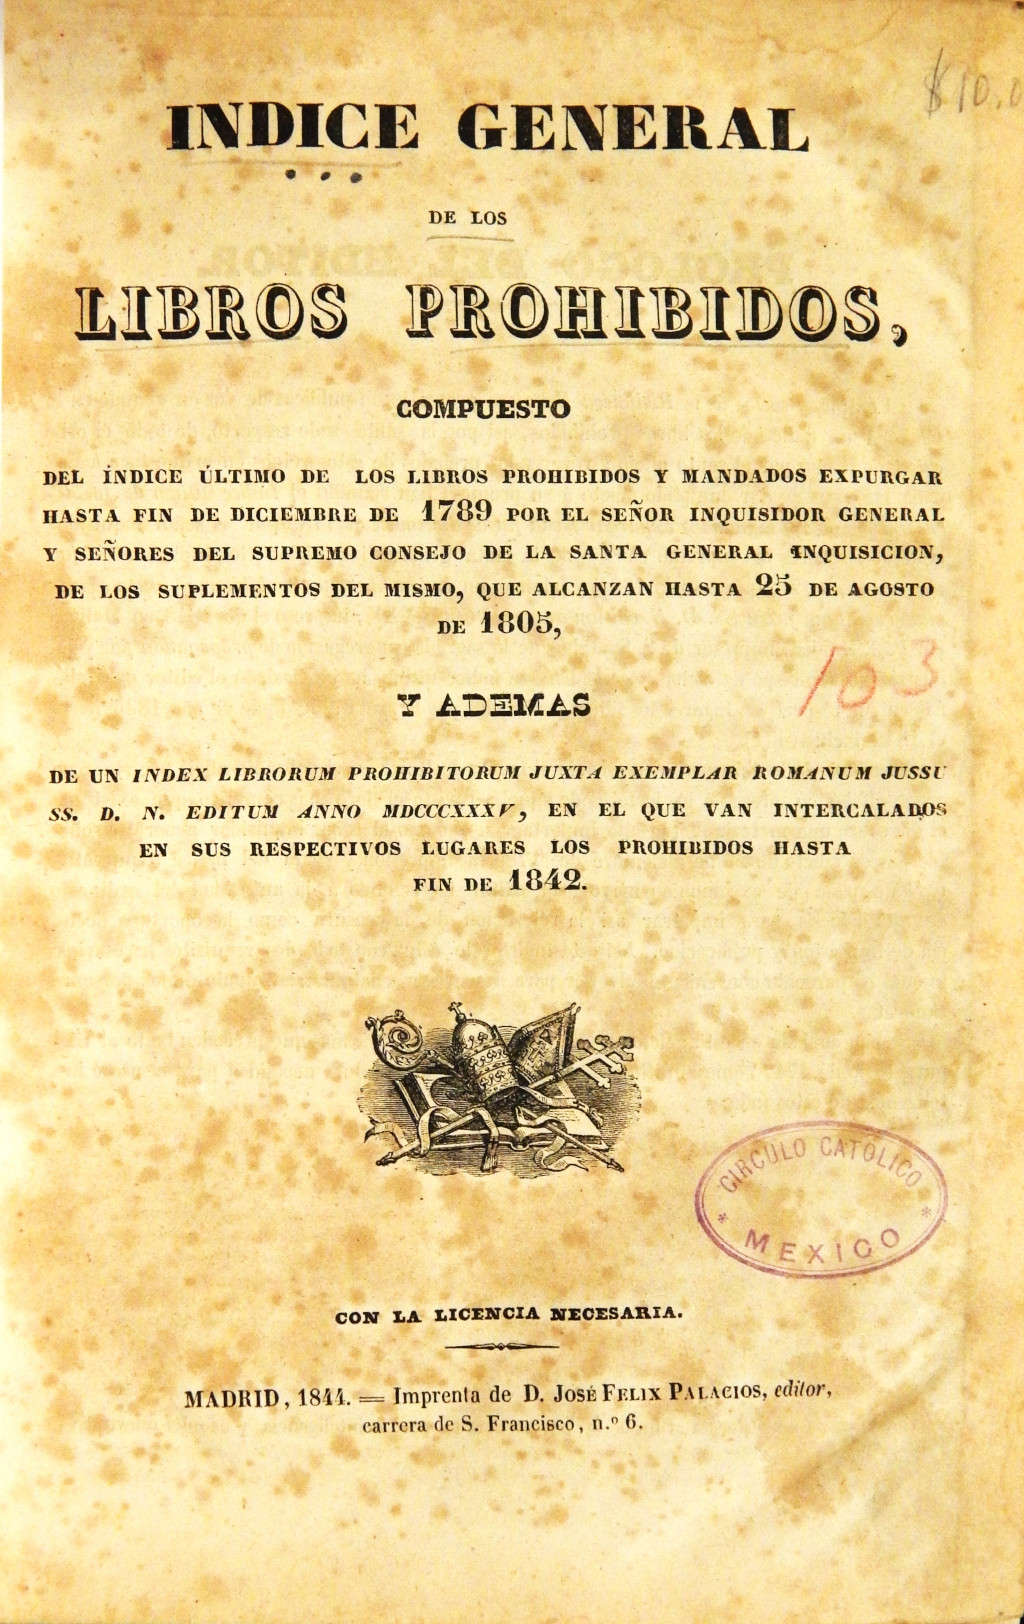 $10.0
INDICE GENERAL
DE LOS
LIBROS PROHIBIDOS,
COMPUESTO
DEL ÍNDICE ÚLTIMO DE LOS LIBROS PROHIBIDOS Y MANDADOS EXPURGAR
HASTA FIN DE DICIEMBRE DE 1789 POR EL SEÑOR INQUISIDOR GENERAL
Y SEÑORES DEL SUPREMO CONSEJO DE LA SANTA GENERAL INQUISICION,
DE LOS SUPLEMENTOS DEL MISMO, QUE ALCANZAN HASTA 25 DE AGOSTO
DE 1805,
103
Y ADEMAS
DE UN INDEX LIBRORUM PROHIBITORUM JUXTA EXEMPLAR ROMANUM JUSSU
SS. D. N. EDITUM ANNO MDCCCXXXV, EN EL QUE VAN INTERCALADOS
EN SUS RESPECTIVOS LUGARES LOS PROHIBIDOS HASTA
FIN DE 1842.
CIRCULO CATÓLICO
* MEXICO *
CON LA LICENCIA NECESARIA.
MADRID, 1844. = Imprenta de D. JOSÉ FELIX PALACIOS, editor,
carrera de S. Francisco, n.º 6.